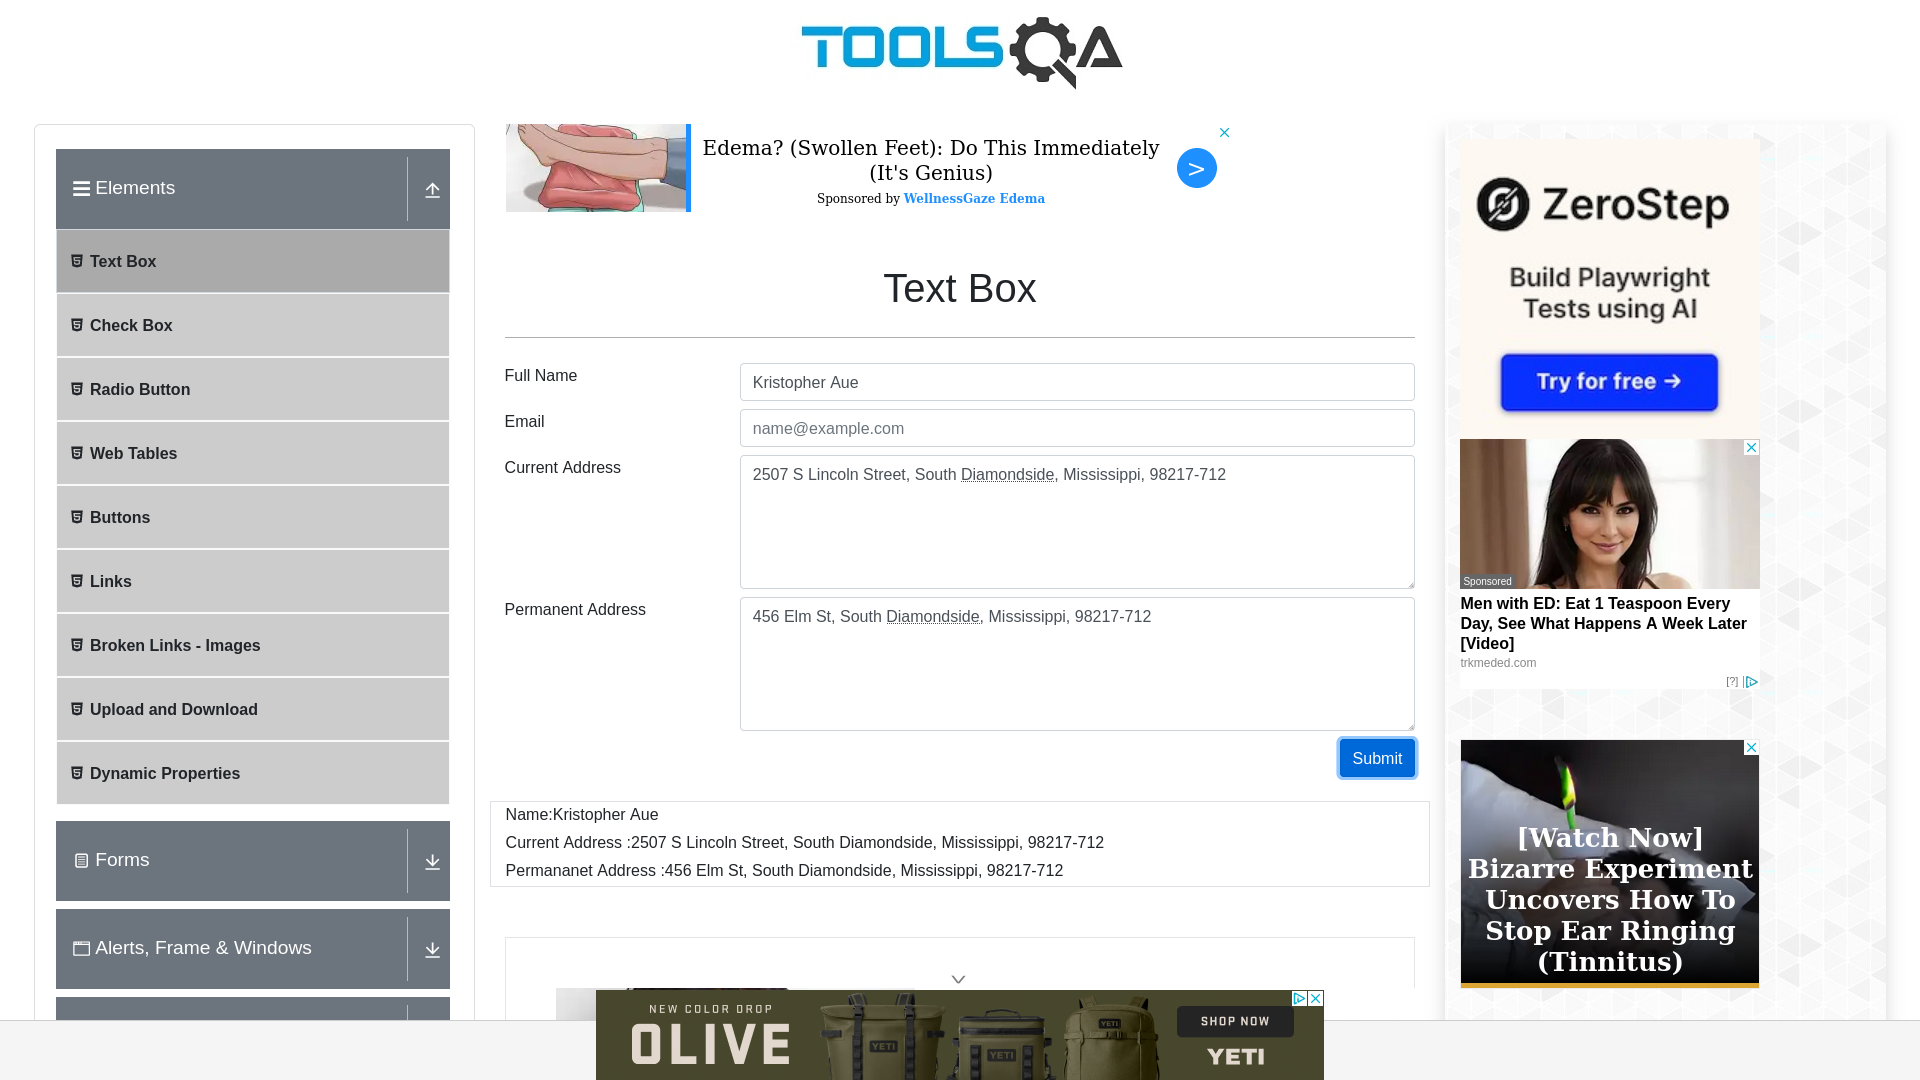 TOOLSQA
Elements
Text Box
Check Box
Radio Button
Web Tables
Buttons
Links
Broken Links - Images
Upload and Download
Dynamic Properties
Forms
Alerts, Frame & Windows
Edema? (Swollen Feet): Do This Immediately
(It's Genius)
Sponsored by WellnessGaze Edema
>
Text Box
Full Name
Kristopher Aue
Email
name@example.com
Current Address
2507 S Lincoln Street, South Diamondside, Mississippi, 98217-712
Permanent Address
456 Elm St, South Diamondside, Mississippi, 98217-712
Submit
Name:Kristopher Aue
Current Address :2507 S Lincoln Street, South Diamondside, Mississippi, 98217-712
Permananet Address :456 Elm St, South Diamondside, Mississippi, 98217-712
NEW COLOR DROP
OLIVE
YETI
YETI
YETI
SHOP NOW
YETI
ZeroStep
Build Playwright
Tests using AI
Try for free →
Sponsored
Men with ED: Eat 1 Teaspoon Every
Day, See What Happens A Week Later
[Video]
trkmeded.com
[?]
[Watch Now]
Bizarre Experiment
Uncovers How To
Stop Ear Ringing
(Tinnitus)